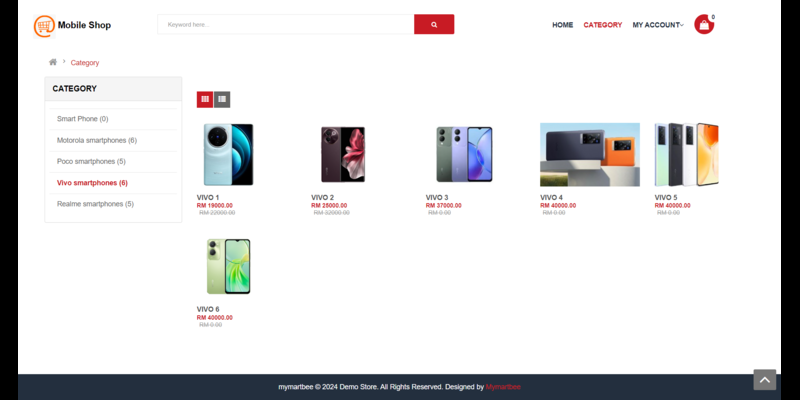 Mobile Shop
Keyword here...
HOME
CATEGORY
MY ACCOUNT
0
Category
CATEGORY
Smart Phone (0)
Motorola smartphones (6)
Poco smartphones (5)
Vivo smartphones (6)
Realme smartphones (5)
VIVO 1
RM 19000.00
RM 22000.00
VIVO 2
RM 25000.00
RM 32000.00
VIVO 3
RM 37000.00
RM 0.00
VIVO 4
RM 40000.00
RM 0.00
VIVO 5
RM 40000.00
RM 0.00
VIVO 6
RM 40000.00
RM 0.00
mymartbee © 2024 Demo Store. All Rights Reserved. Designed by Mymartbee